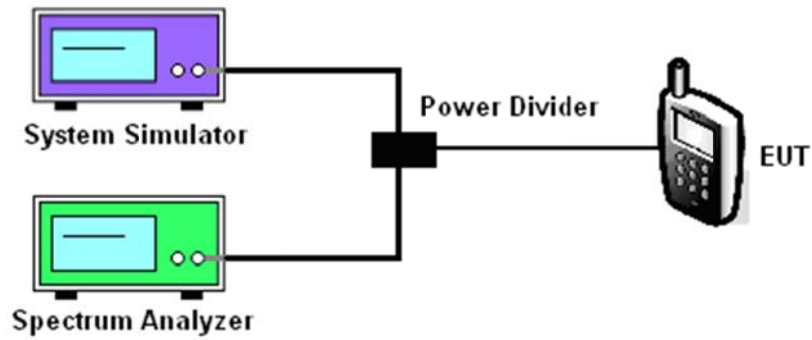 System Simulator
Power Divider
EUT
Spectrum Analyzer